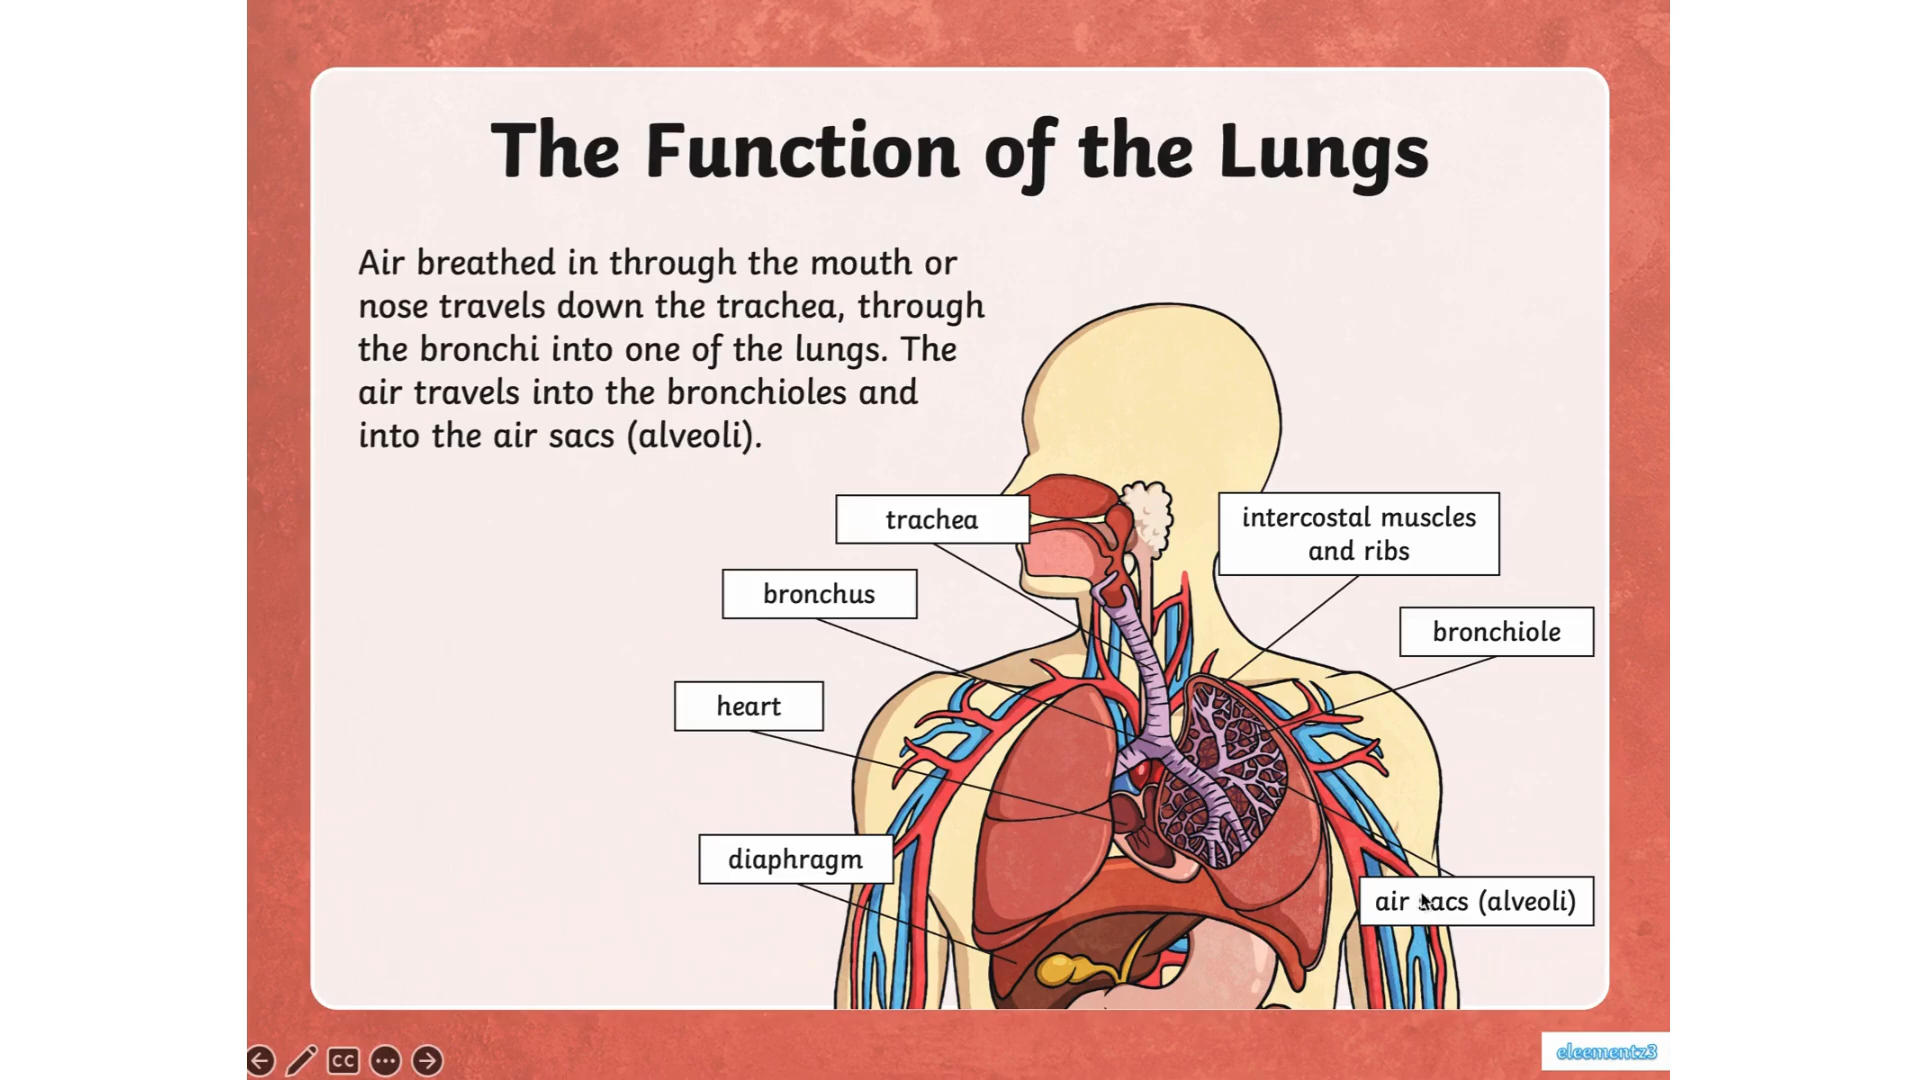 The Function of the Lungs
Air breathed in through the mouth or
nose travels down the trachea, through
the bronchi into one of the lungs. The
air travels into the bronchioles and
into the air sacs (alveoli).
trachea
intercostal muscles
and ribs
bronchus
bronchiole
heart
diaphragm
air sacs (alveoli)
CC
eleementz3